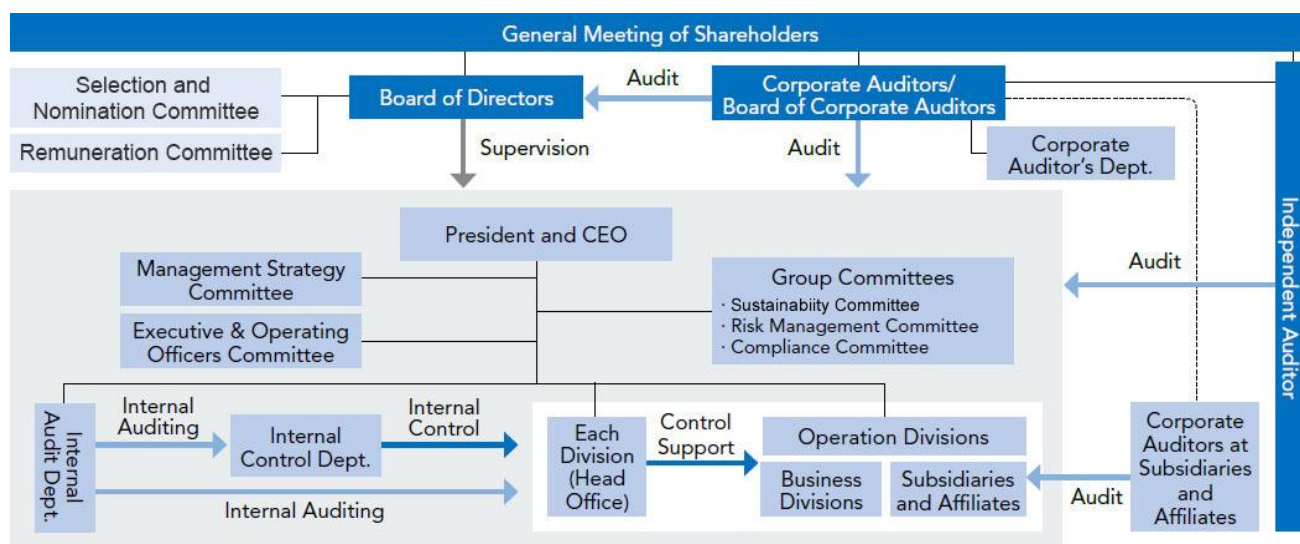 General Meeting of Shareholders
Selection and
Nomination Committee
Remuneration Committee
Board of Directors
Audit
Corporate Auditors/
Board of Corporate Auditors
Supervision
Audit
Corporate
Auditor's Dept.
Independent Auditor
President and CEO
Management Strategy
Committee
Executive & Operating
Officers Committee
Group Committees
· Sustainabiity Committee
· Risk Management Committee
· Compliance Committee
Audit
Internal
Audit Dept.
Internal
Auditing
Internal
Control Dept.
Internal
Control
Internal Auditing
Each
Division
(Head
Office)
Control
Support
Operation Divisions
Business
Divisions
Subsidiaries
and Affiliates
Audit
Corporate
Auditors at
Subsidiaries
and
Affiliates